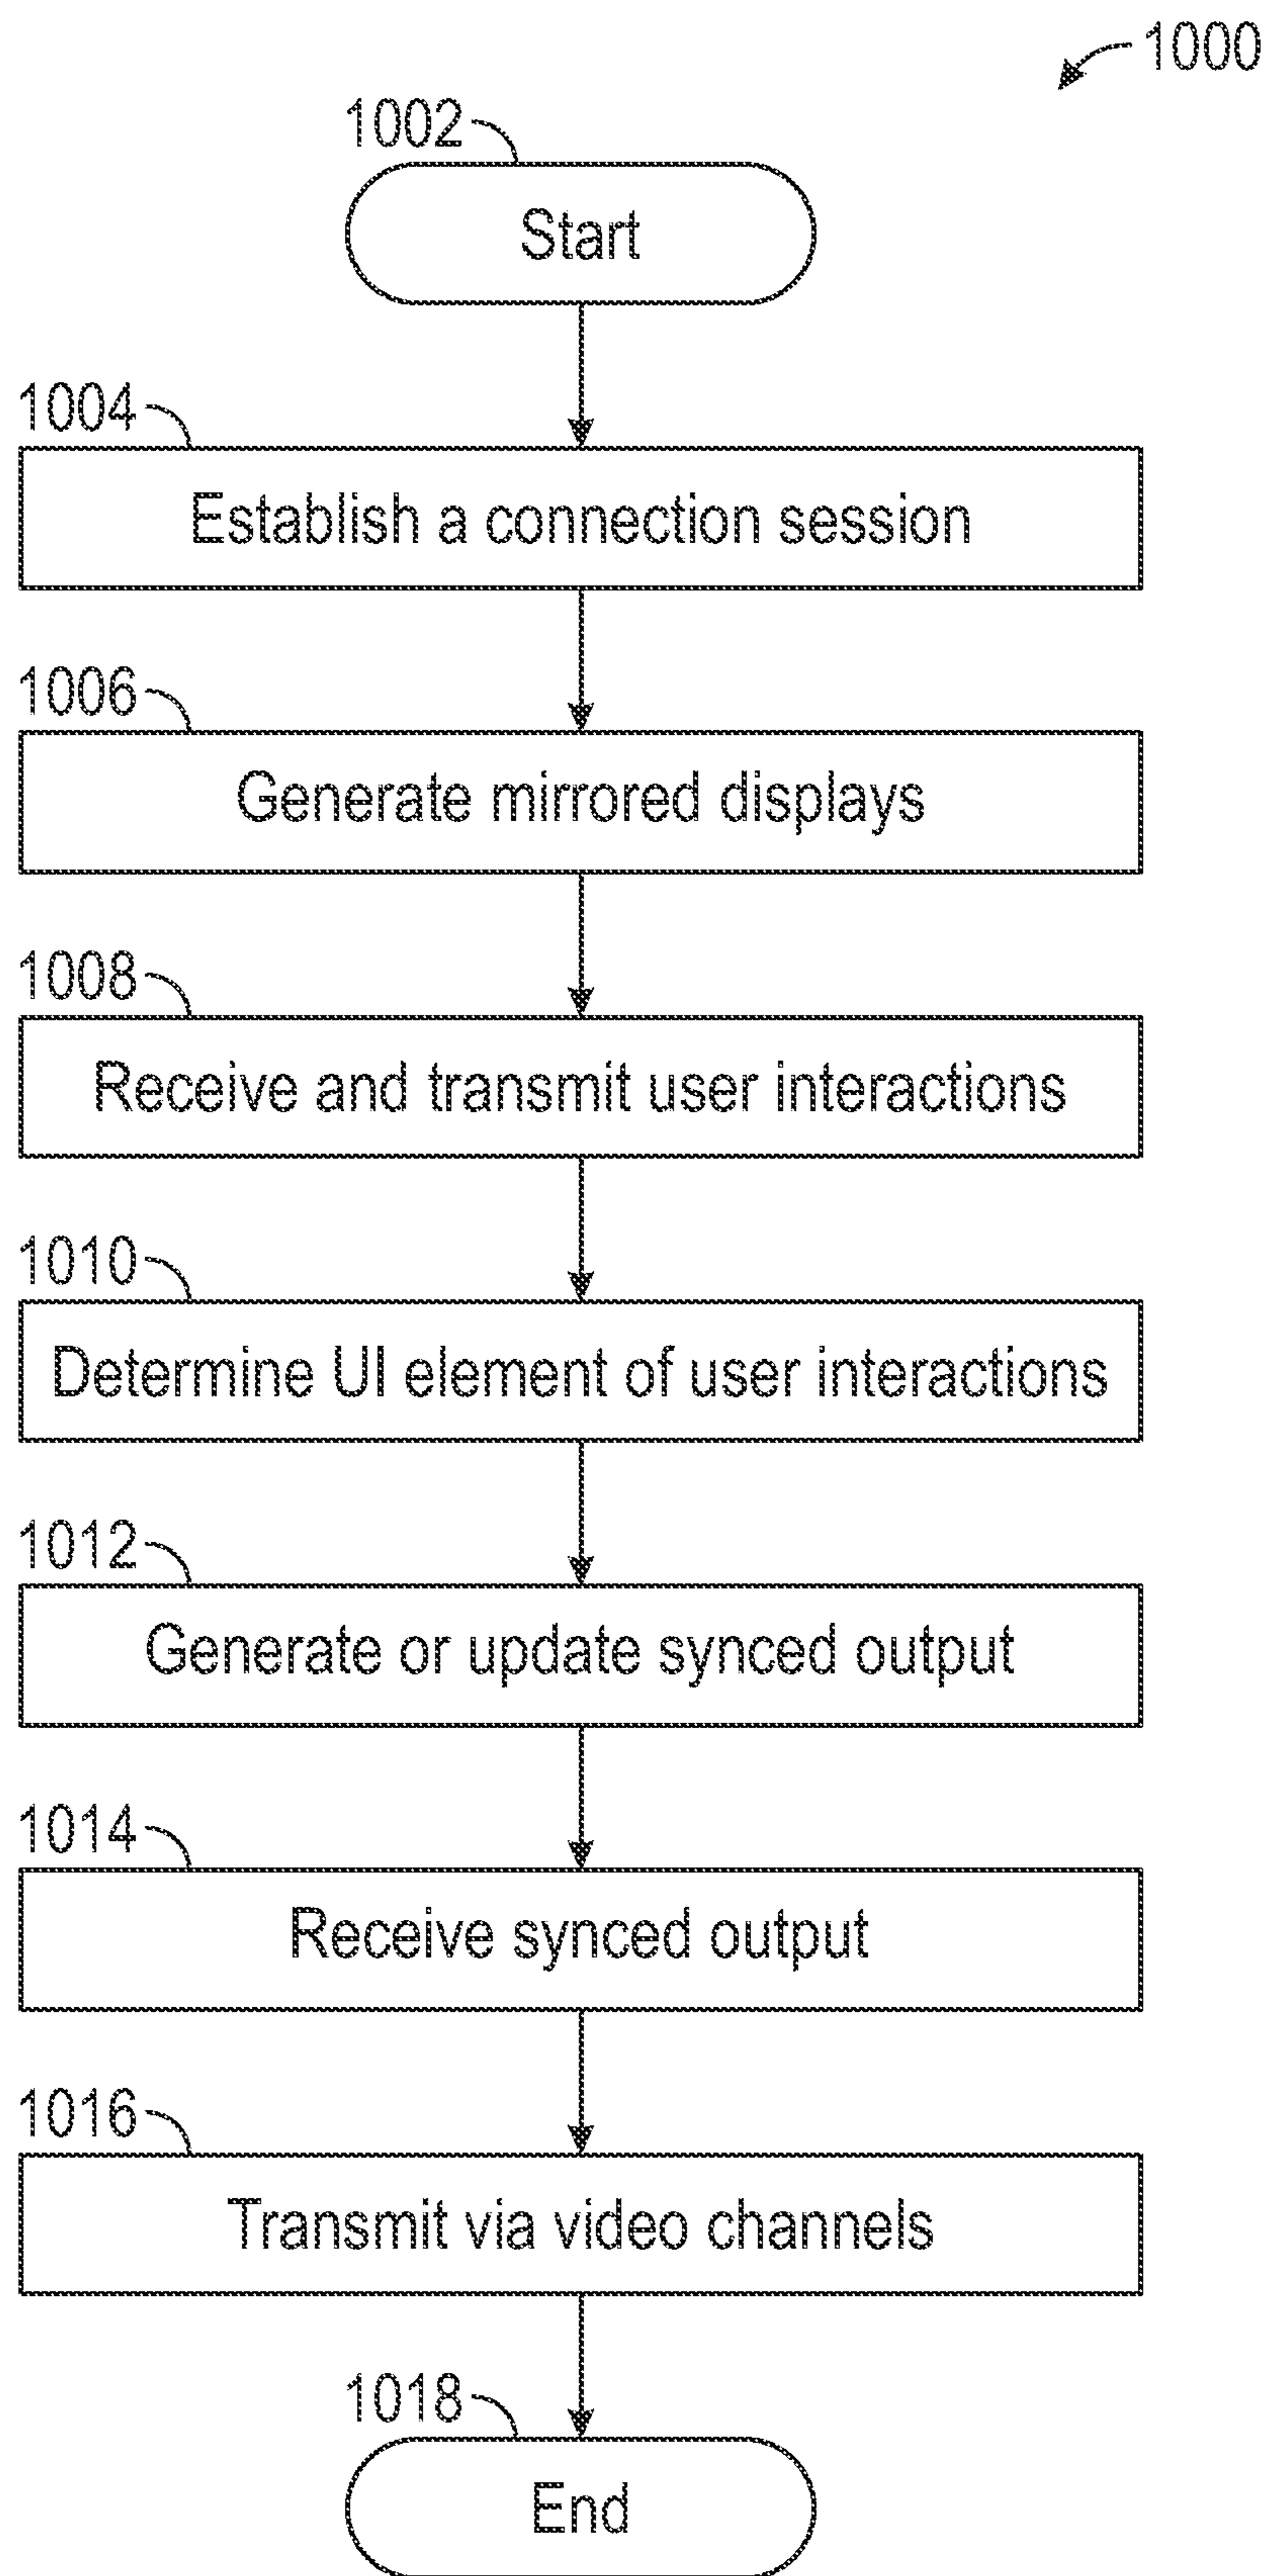 1000
1002
Start
1004
Establish a connection session
1006
Generate mirrored displays
1008
Receive and transmit user interactions
1010
Determine UI element of user interactions
1012
Generate or update synced output
1014
Receive synced output
1016
Transmit via video channels
1018
End